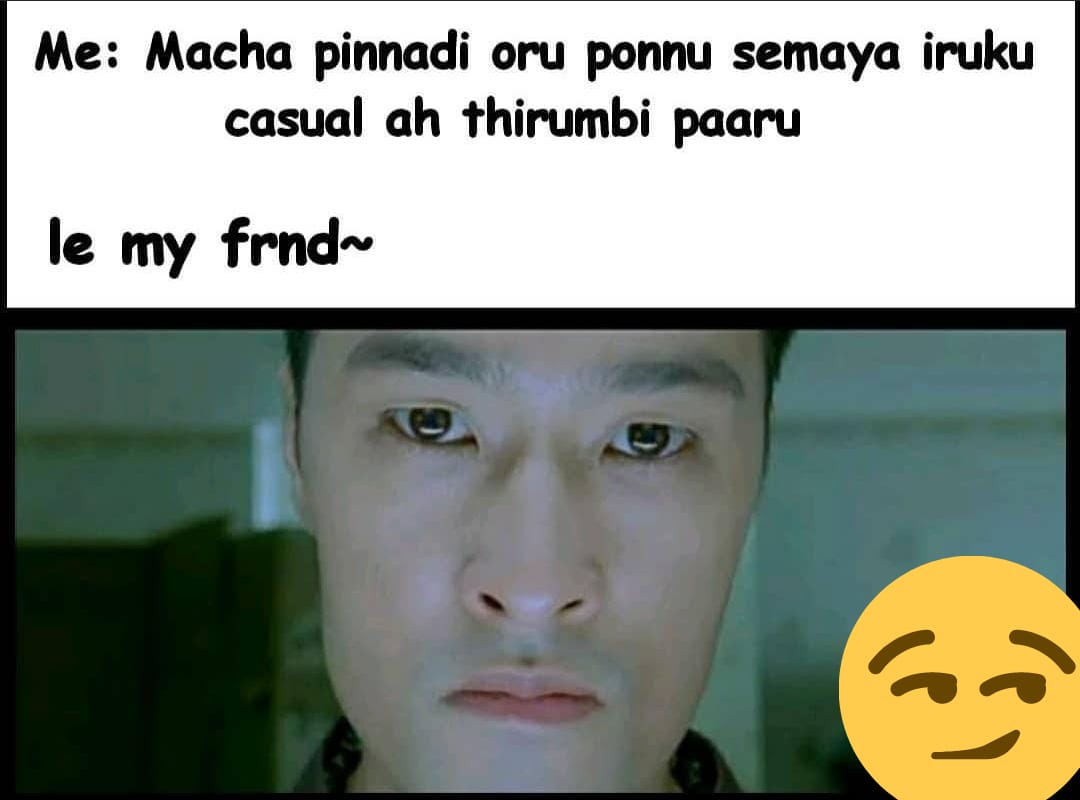 Me: Macha pinnadi oru ponnu semaya iruku
casual ah thirumbi paaru
le my frnd~